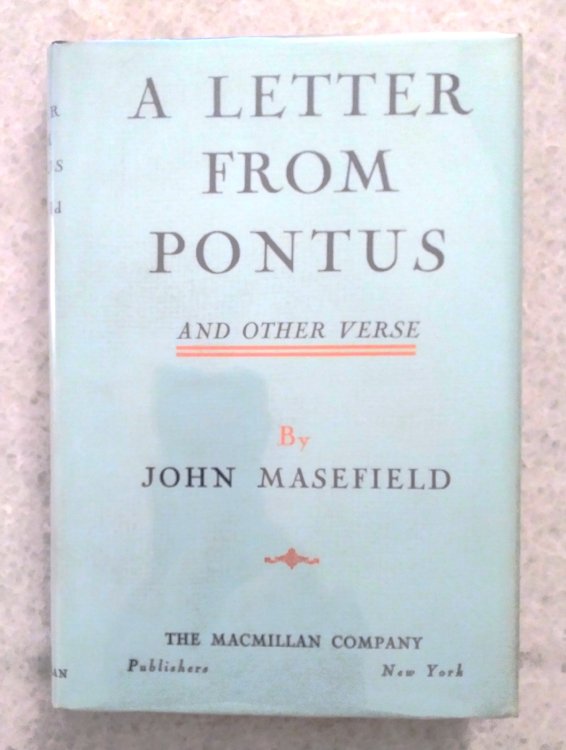 A LETTER
FROM
PONTUS
AND OTHER VERSE
By
JOHN MASEFIELD
THE MACMILLAN COMPANY
Publishers New York